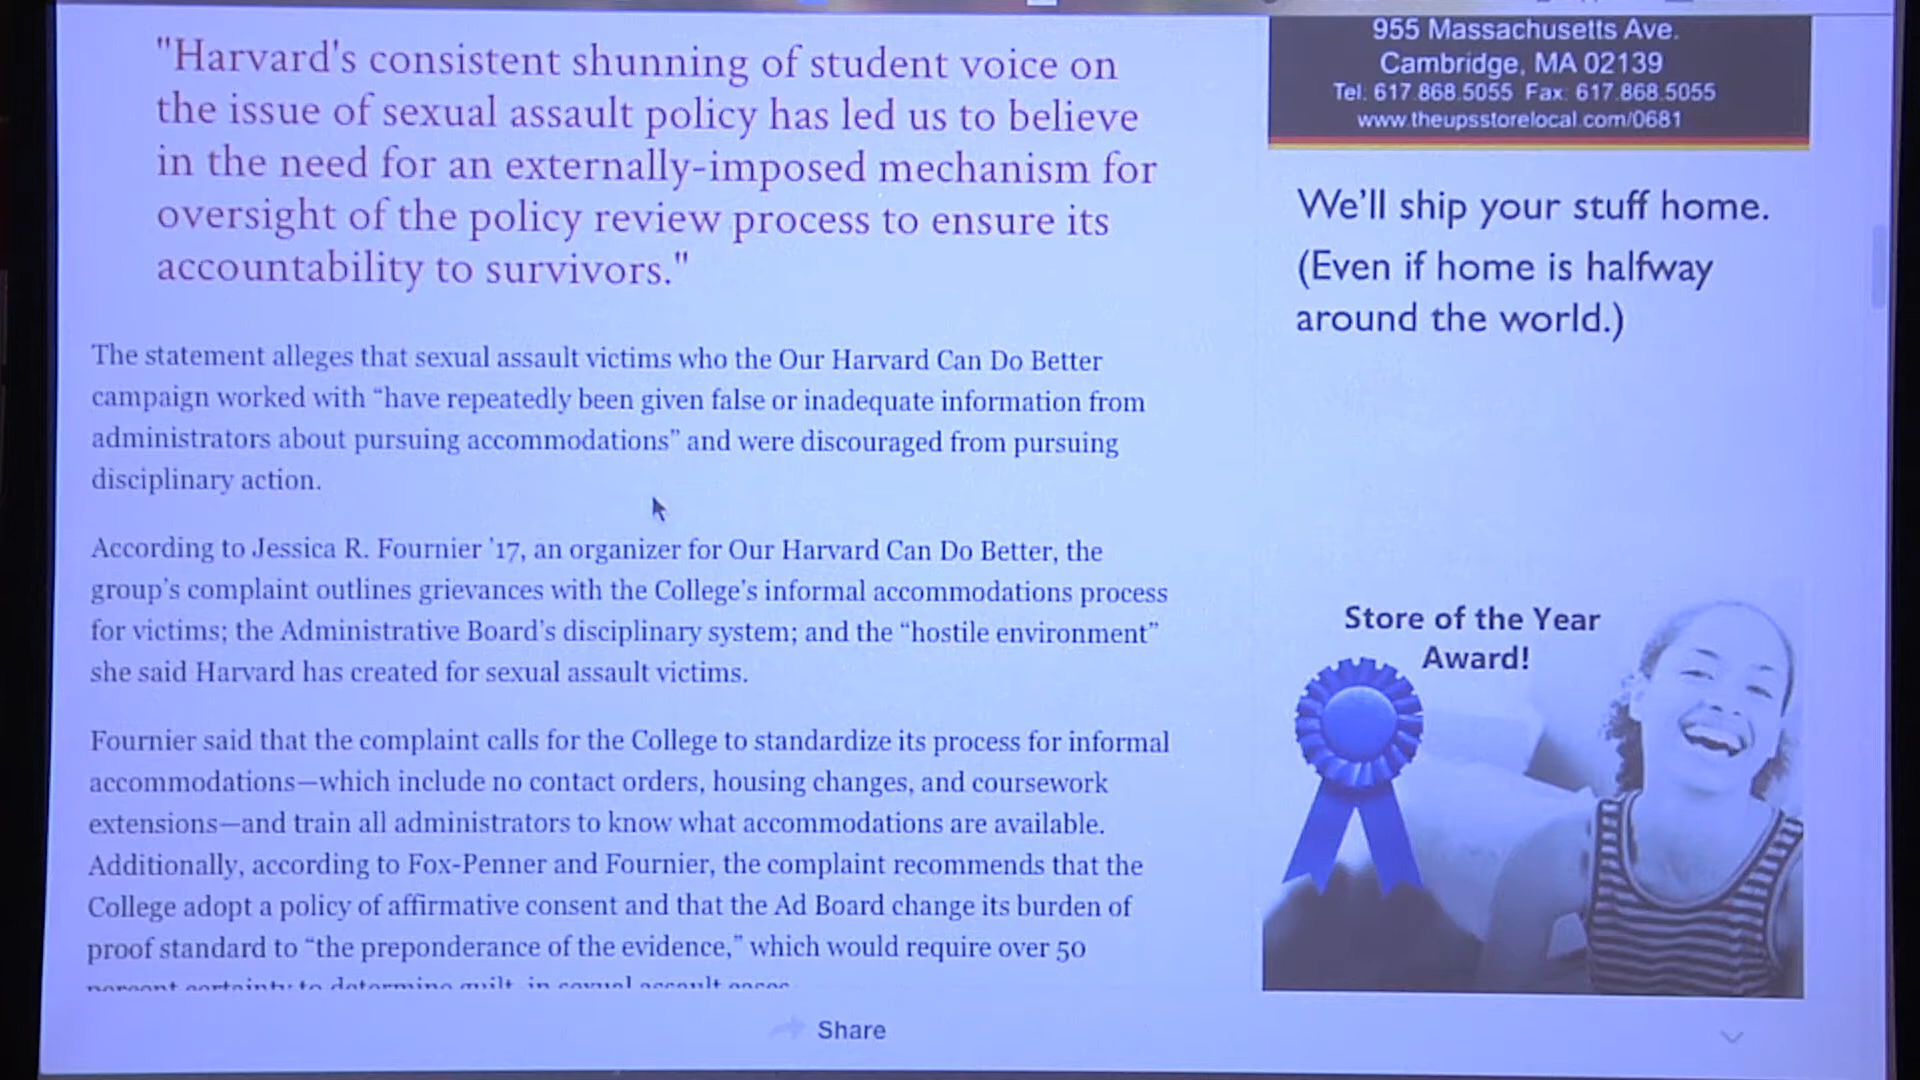 "Harvard's consistent shunning of student voice on
the issue of sexual assault policy has led us to believe
in the need for an externally-imposed mechanism for
oversight of the policy review process to ensure its
accountability to survivors."
The statement alleges that sexual assault victims who the Our Harvard Can Do Better
campaign worked with “have repeatedly been given false or inadequate information from
administrators about pursuing accommodations” and were discouraged from pursuing
disciplinary action.
According to Jessica R. Fournier ’17, an organizer for Our Harvard Can Do Better, the
group’s complaint outlines grievances with the College’s informal accommodations process
for victims; the Administrative Board’s disciplinary system; and the “hostile environment”
she said Harvard has created for sexual assault victims.
Fournier said that the complaint calls for the College to standardize its process for informal
accommodations—which include no contact orders, housing changes, and coursework
extensions—and train all administrators to know what accommodations are available.
Additionally, according to Fox-Penner and Fournier, the complaint recommends that the
College adopt a policy of affirmative consent and that the Ad Board change its burden of
proof standard to “the preponderance of the evidence,” which would require over 50
percent certainty to determine guilt in sexual assault cases.
Share
955 Massachusetts Ave.
Cambridge, MA 02139
Tel: 617.868.5055 Fax: 617.868.5055
www.theupsstorelocal.com/0681
We’ll ship your stuff home.
(Even if home is halfway
around the world.)
Store of the Year
Award!